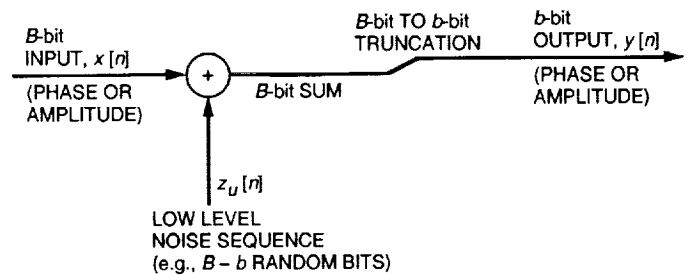 B-bit
INPUT, x[n]
(PHASE OR
AMPLITUDE)
+
B-bit SUM
B-bit TO b-bit
TRUNCATION
b-bit
OUTPUT, y[n]
(PHASE OR
AMPLITUDE)
z_u[n]
LOW LEVEL
NOISE SEQUENCE
(e.g., B – b RANDOM BITS)